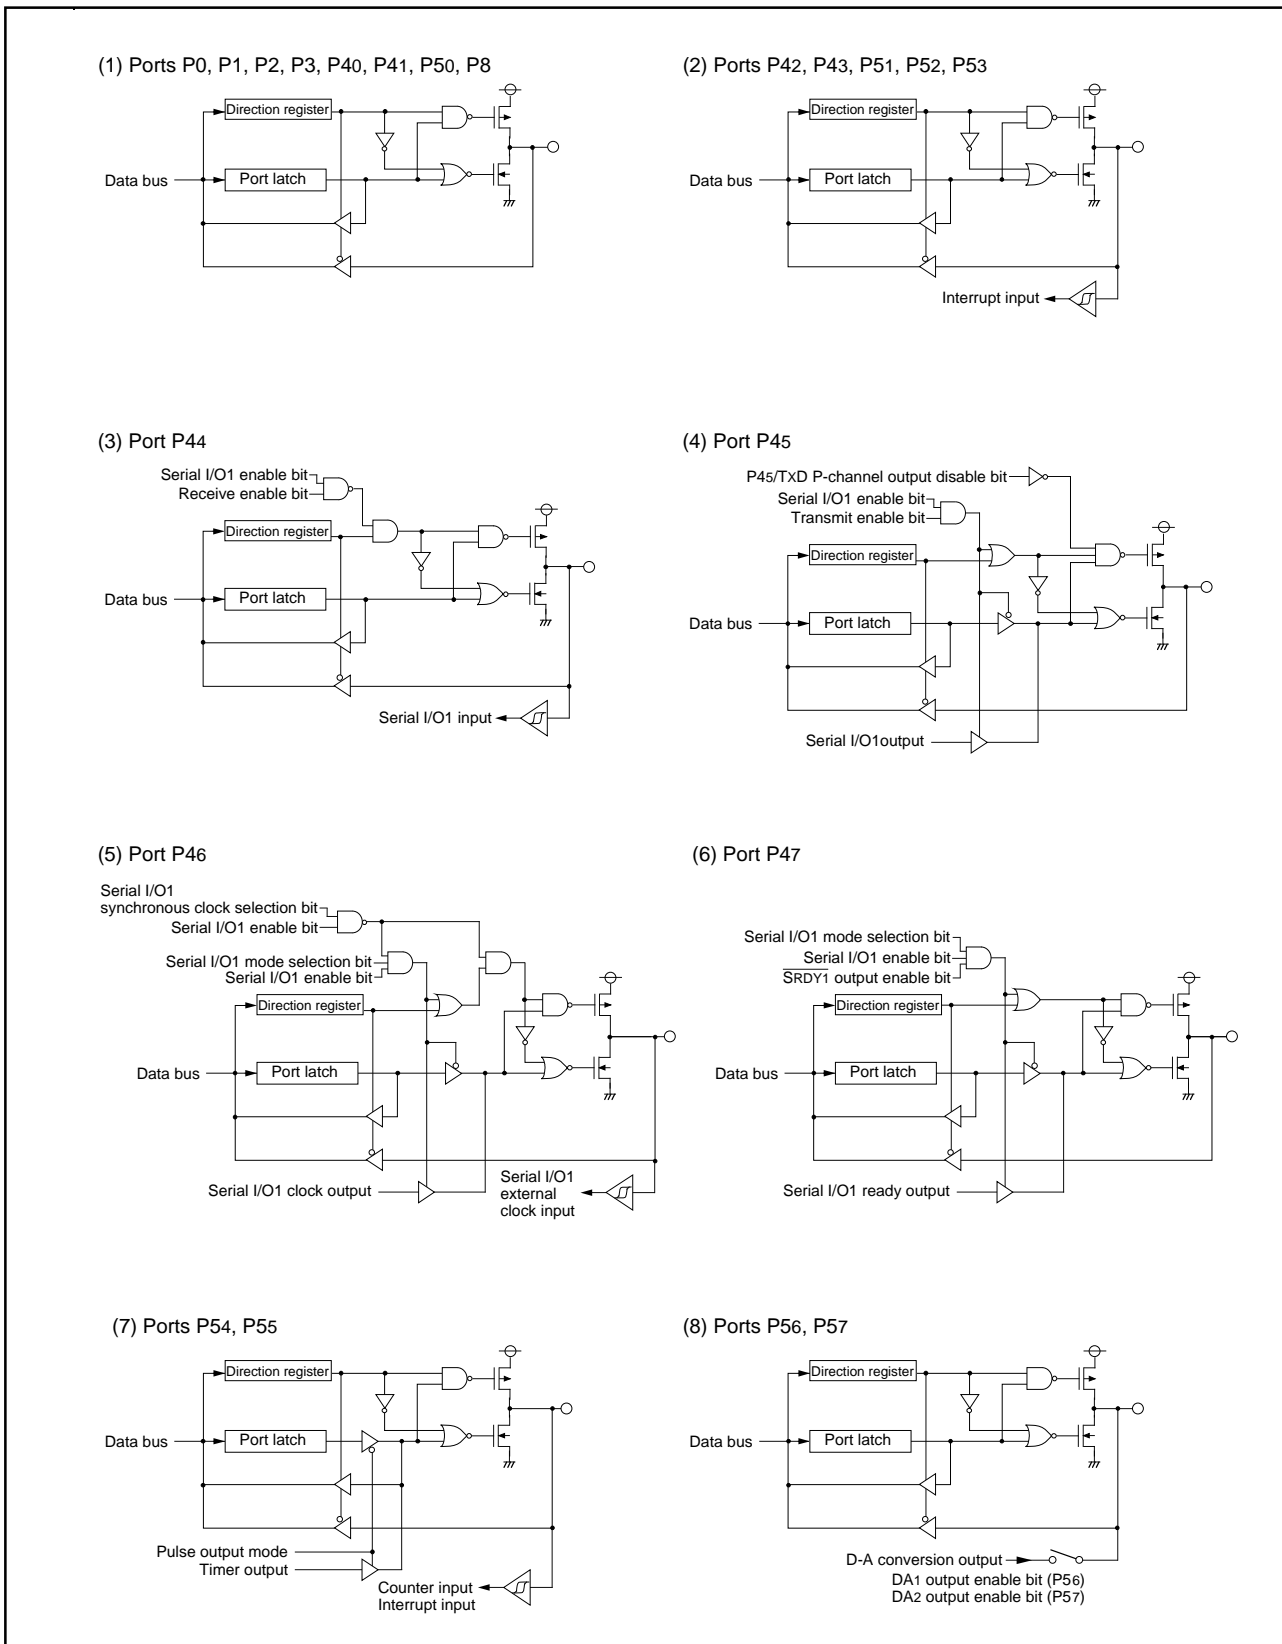 (1) Ports P0, P1, P2, P3, P40, P41, P50, P8
Direction register
Data bus
Port latch
(2) Ports P42, P43, P51, P52, P53
Direction register
Data bus
Port latch
Interrupt input
(3) Port P44
Serial I/O1 enable bit
Receive enable bit
Direction register
Data bus
Port latch
Serial I/O1 input
(4) Port P45
P45/TXD P-channel output disable bit
Serial I/O1 enable bit
Transmit enable bit
Direction register
Data bus
Port latch
Serial I/O1output
(5) Port P46
Serial I/O1
synchronous clock selection bit
Serial I/O1 enable bit
Serial I/O1 mode selection bit
Serial I/O1 enable bit
Direction register
Data bus
Port latch
Serial I/O1 clock output
Serial I/O1
external
clock input
(6) Port P47
Serial I/O1 mode selection bit
Serial I/O1 enable bit
SRDY1 output enable bit
Direction register
Data bus
Port latch
Serial I/O1 ready output
(7) Ports P54, P55
Direction register
Data bus
Port latch
Pulse output mode
Timer output
Counter input
Interrupt input
(8) Ports P56, P57
Direction register
Data bus
Port latch
D-A conversion output
DA1 output enable bit (P56)
DA2 output enable bit (P57)